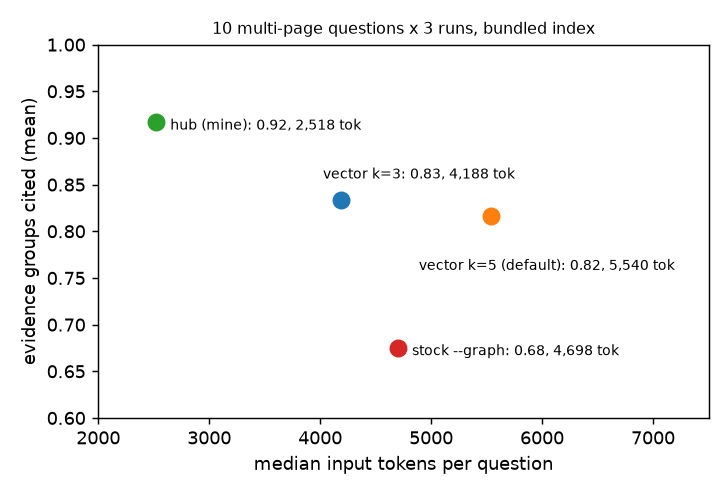 10 multi-page questions x 3 runs, bundled index
evidence groups cited (mean)
1.00
0.95
0.90
0.85
0.80
0.75
0.70
0.65
0.60
hub (mine): 0.92, 2,518 tok
vector k=3: 0.83, 4,188 tok
vector k=5 (default): 0.82, 5,540 tok
stock --graph: 0.68, 4,698 tok
2000 3000 4000 5000 6000 7000
median input tokens per question